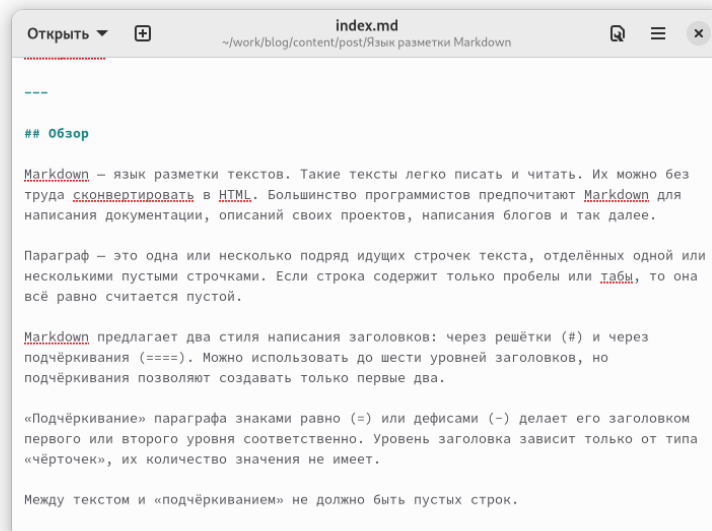 Открыть
index.md
~/work/blog/content/post/Язык разметки Markdown
---
## Обзор
Markdown — язык разметки текстов. Такие тексты легко писать и читать. Их можно без
труда сконвертировать в HTML. Большинство программистов предпочитают Markdown для
написания документации, описаний своих проектов, написания блогов и так далее.
Параграф — это одна или несколько подряд идущих строчек текста, отделённых одной или
несколькими пустыми строчками. Если строка содержит только пробелы или табы, то она
всё равно считается пустой.
Markdown предлагает два стиля написания заголовков: через решётки (#) и через
подчёркивания (====). Можно использовать до шести уровней заголовков, но
подчёркивания позволяют создавать только первые два.
«Подчёркивание» параграфа знаками равно (=) или дефисами (-) делает его заголовком
первого или второго уровня соответственно. Уровень заголовка зависит только от типа
«чёрточек», их количество значения не имеет.
Между текстом и «подчёркиванием» не должно быть пустых строк.